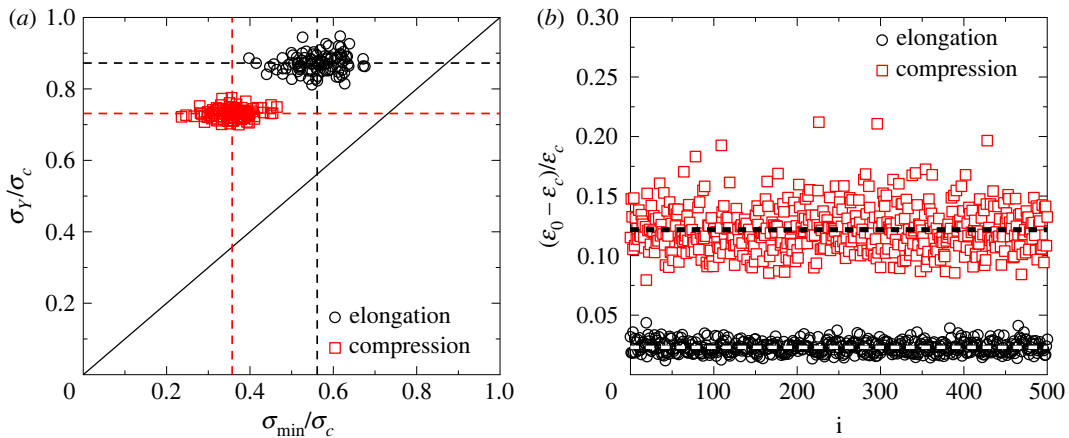 (a)
1.0
0.8
0.6
0.4
0.2
0
0.2
0.4
0.6
0.8
1.0
σY/σc
σmin/σc
elongation
compression
(b)
0.30
0.25
0.20
0.15
0.10
0.05
0
100
200
300
400
500
(ε0 − εc)/εc
i
elongation
compression